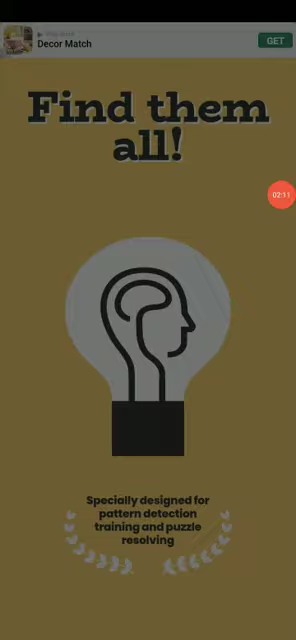 Decor Match
GET
Find them
all!
02:11
Specially designed for
pattern detection
training and puzzle
resolving